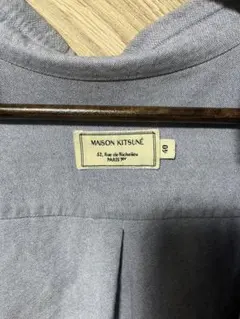 MAISON KITSUNÉ
52, Rue de Richelieu
PARIS 1er
40